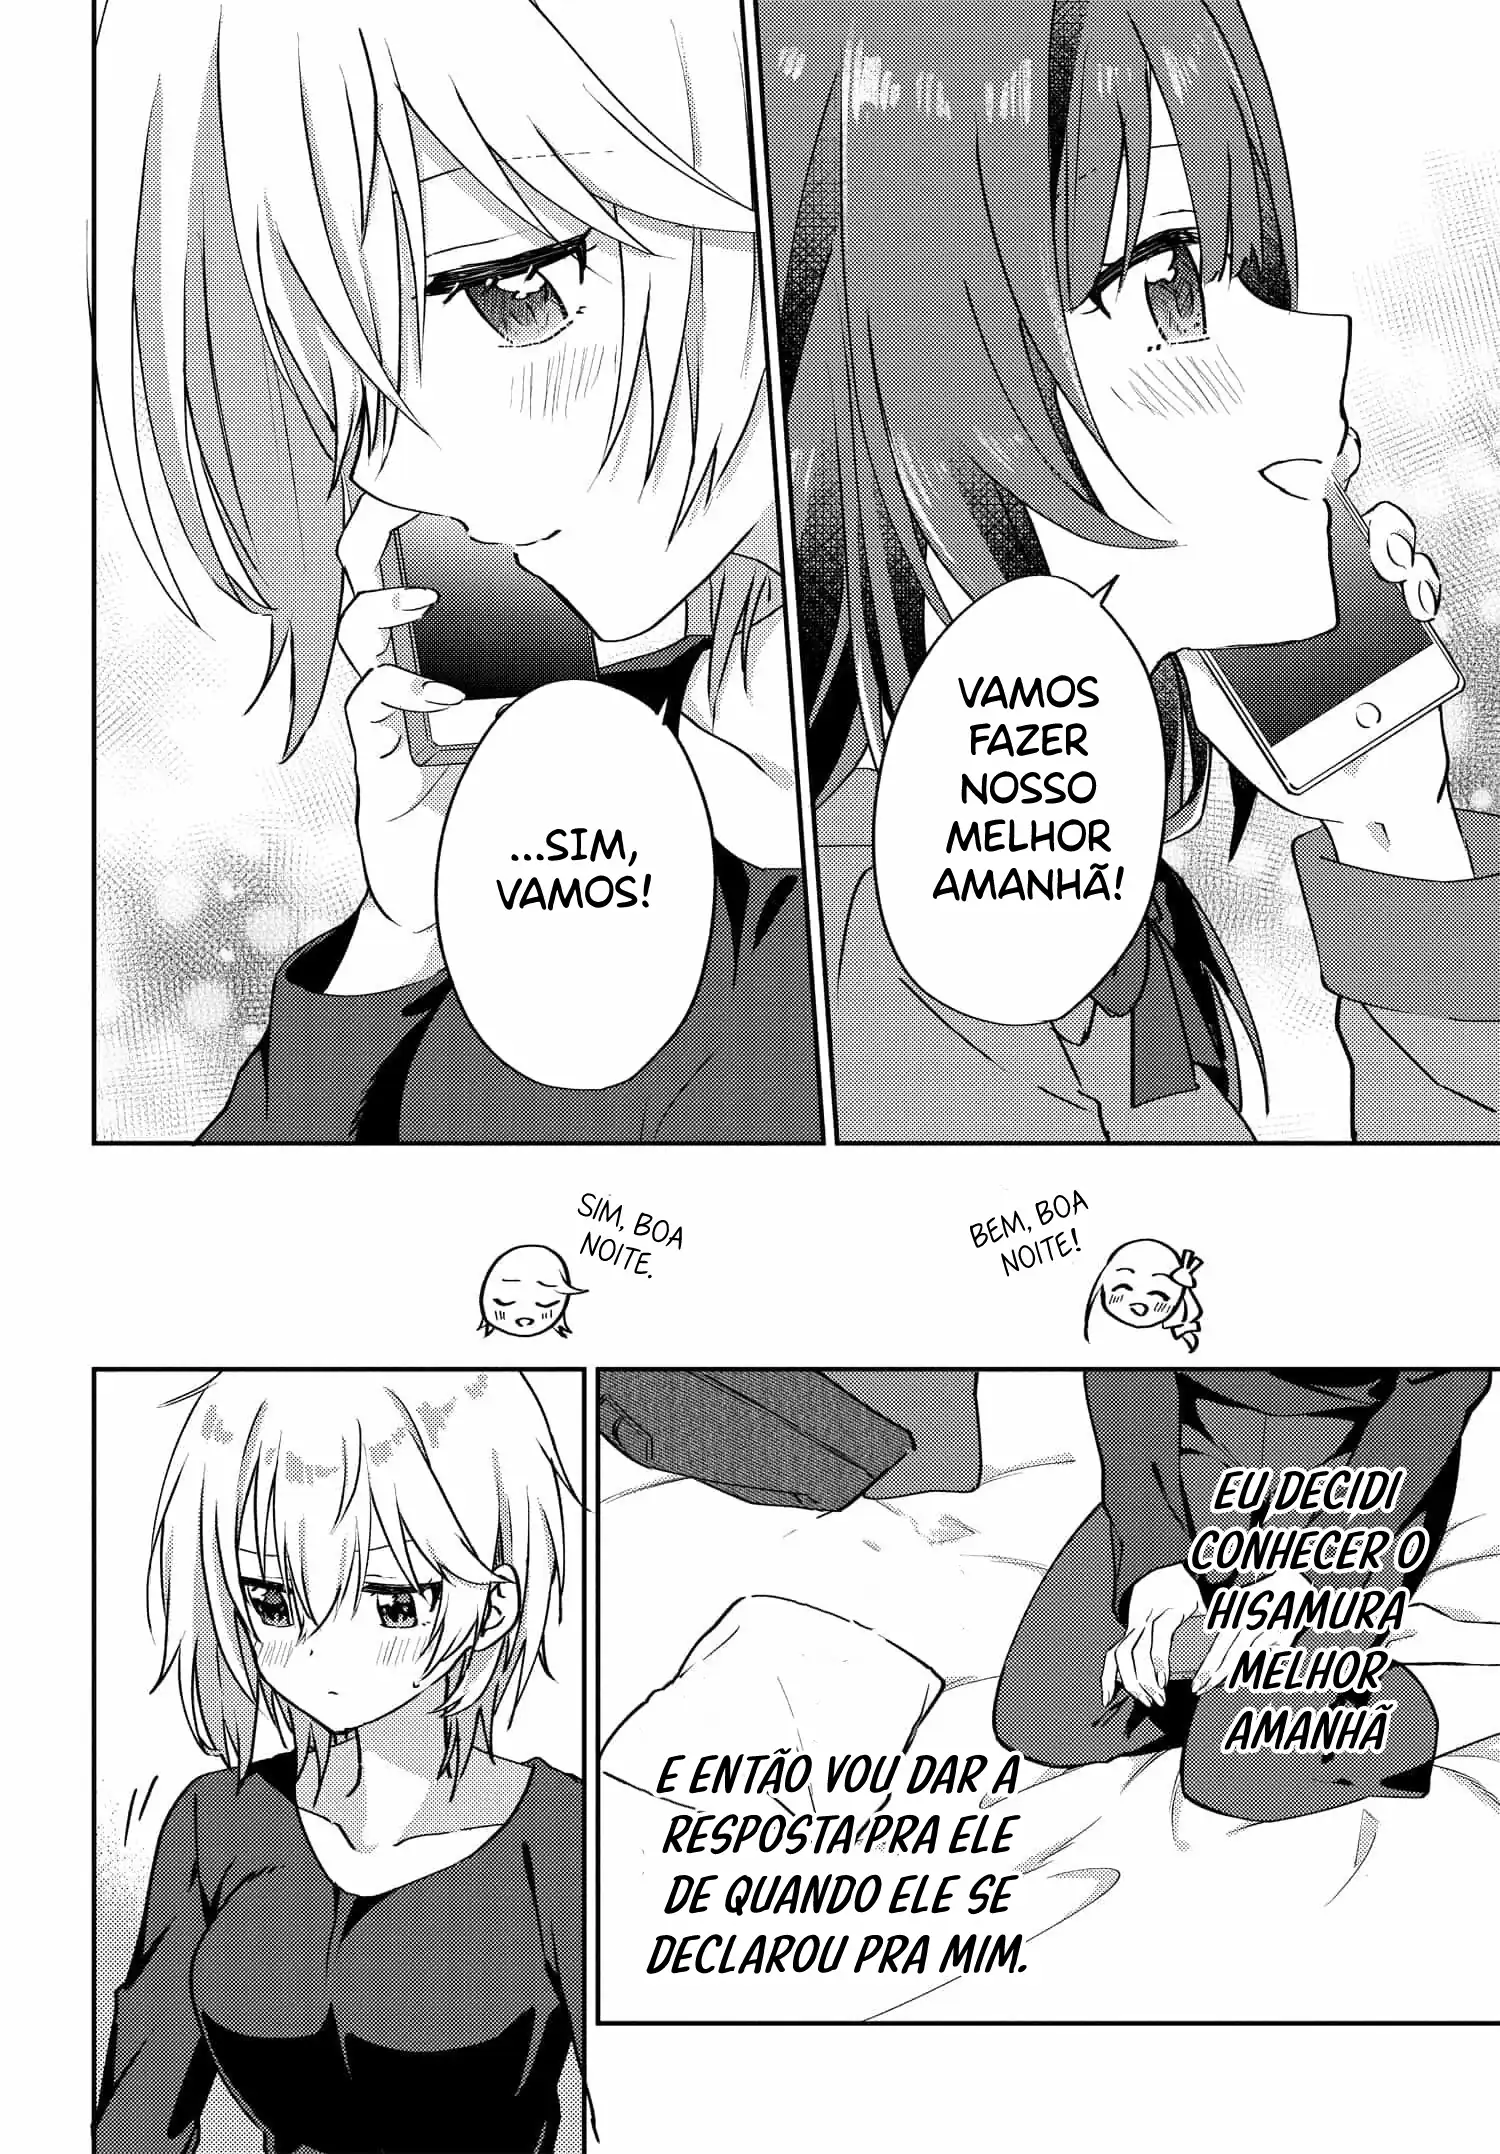 VAMOS
FAZER
NOSSO
MELHOR
AMANHÃ!
...SIM,
VAMOS!
BEM, BOA
NOITE!
SIM, BOA
NOITE.
EU DECIDI
CONHECER O
HISAMURA
MELHOR
AMANHÃ
E ENTÃO VOU DAR A
RESPOSTA PRA ELE
DE QUANDO ELE SE
DECLAROU PRA MIM.